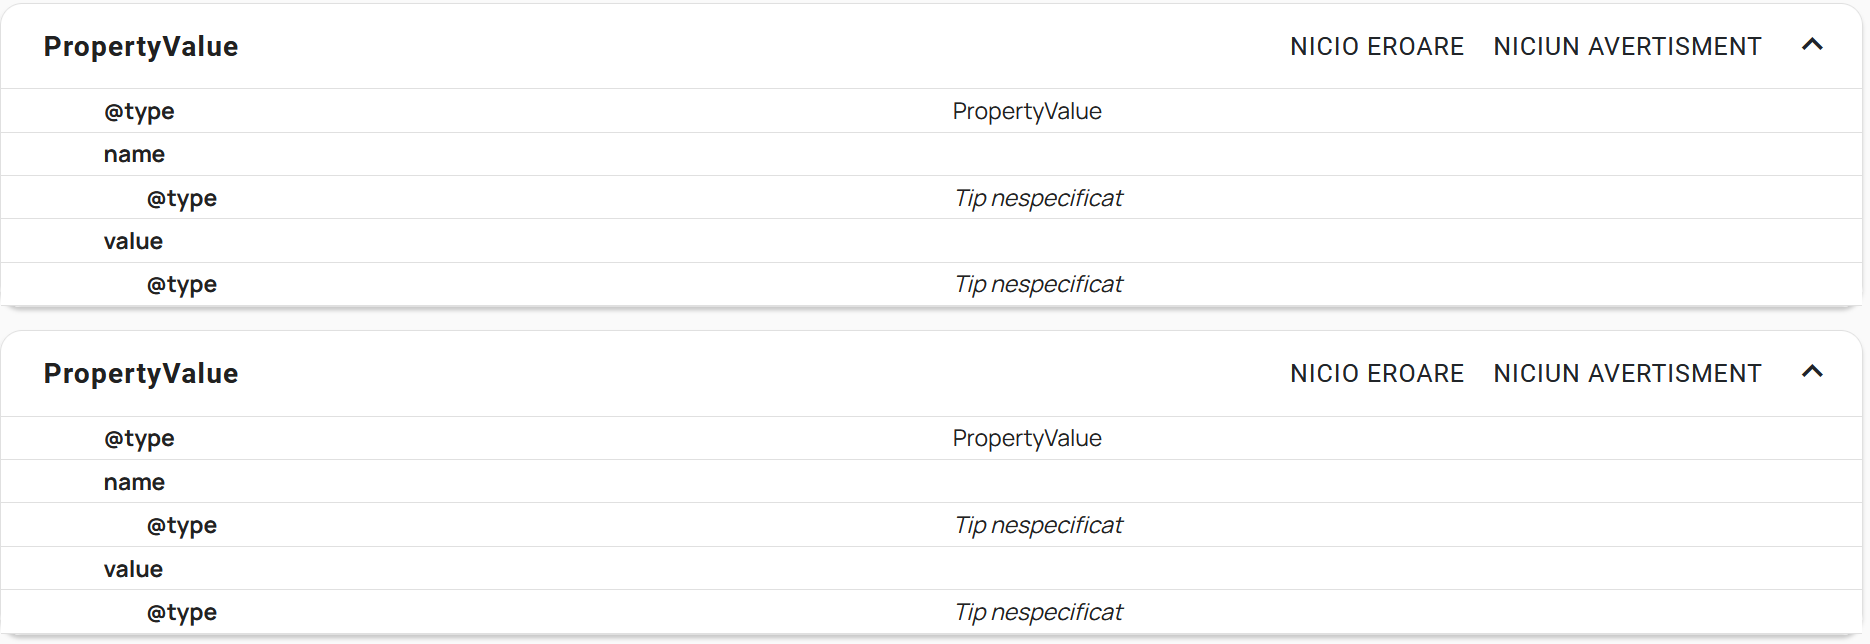 PropertyValue NICIO EROARE NICIUN AVERTISMENT
@type PropertyValue
name
@type Tip nespecificat
value
@type Tip nespecificat
PropertyValue NICIO EROARE NICIUN AVERTISMENT
@type PropertyValue
name
@type Tip nespecificat
value
@type Tip nespecificat